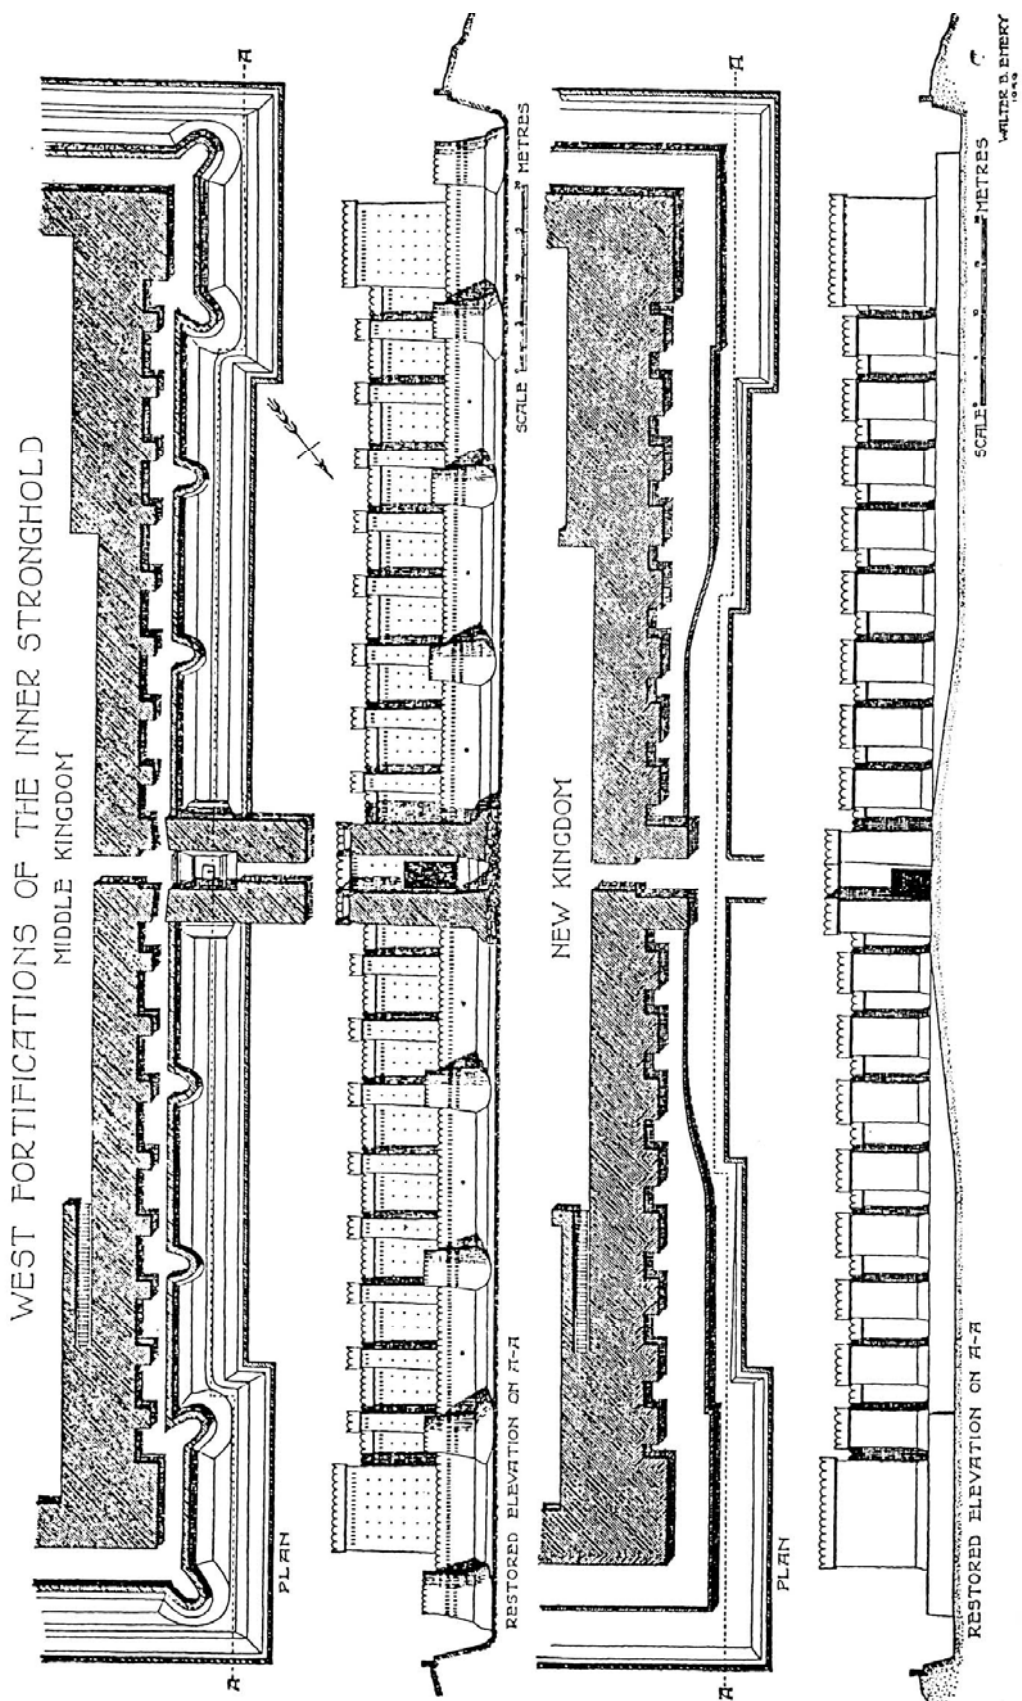 WEST FORTIFICATIONS OF THE INNER STRONGHOLD
MIDDLE KINGDOM
A
A
PLAN
RESTORED ELEVATION ON A-A
SCALE
METRES
NEW KINGDOM
A
A
PLAN
RESTORED ELEVATION ON A-A
SCALE
METRES
WALTER B. EMERY